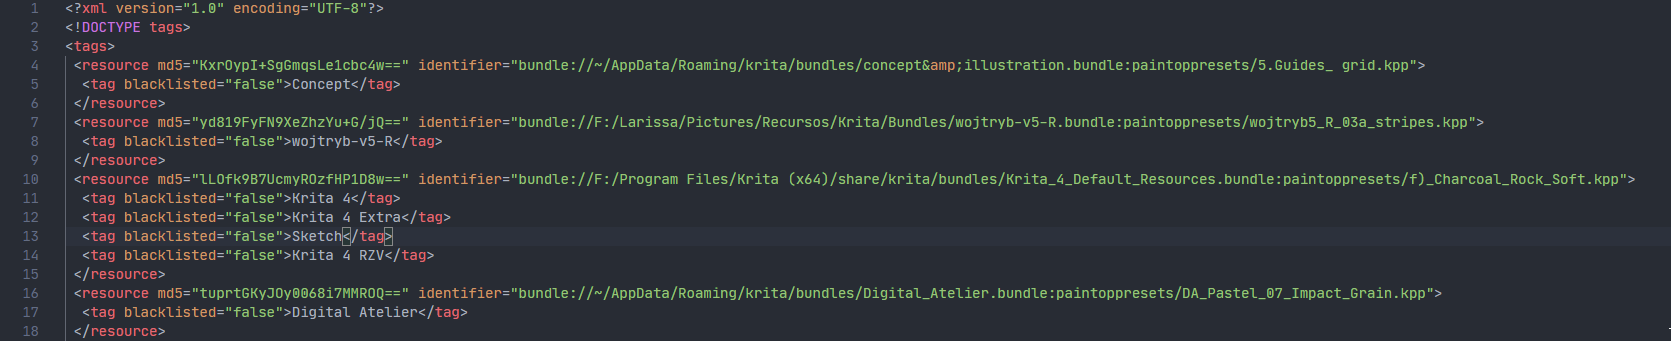 1 <?xml version="1.0" encoding="UTF-8"?>
2 <!DOCTYPE tags>
3 <tags>
4 <resource md5="KxrOypI+SgGmqsLe1cbc4w==" identifier="bundle://~/AppData/Roaming/krita/bundles/concept&amp;illustration.bundle:paintoppresets/5.Guides_ grid.kpp">
5 <tag blacklisted="false">Concept</tag>
6 </resource>
7 <resource md5="yd819FyFN9XeZhzYu+G/jQ==" identifier="bundle://F:/Larissa/Pictures/Recursos/Krita/Bundles/wojtryb-v5-R.bundle:paintoppresets/wojtryb5_R_03a_stripes.kpp">
8 <tag blacklisted="false">wojtryb-v5-R</tag>
9 </resource>
10 <resource md5="lLOfk9B7UcmyROzfHP1D8w==" identifier="bundle://F:/Program Files/Krita (x64)/share/krita/bundles/Krita_4_Default_Resources.bundle:paintoppresets/f)_Charcoal_Rock_Soft.kpp">
11 <tag blacklisted="false">Krita 4</tag>
12 <tag blacklisted="false">Krita 4 Extra</tag>
13 <tag blacklisted="false">Sketch</tag>
14 <tag blacklisted="false">Krita 4 RZV</tag>
15 </resource>
16 <resource md5="tuprtGKyJOy0068i7MMROQ==" identifier="bundle://~/AppData/Roaming/krita/bundles/Digital_Atelier.bundle:paintoppresets/DA_Pastel_07_Impact_Grain.kpp">
17 <tag blacklisted="false">Digital Atelier</tag>
18 </resource>